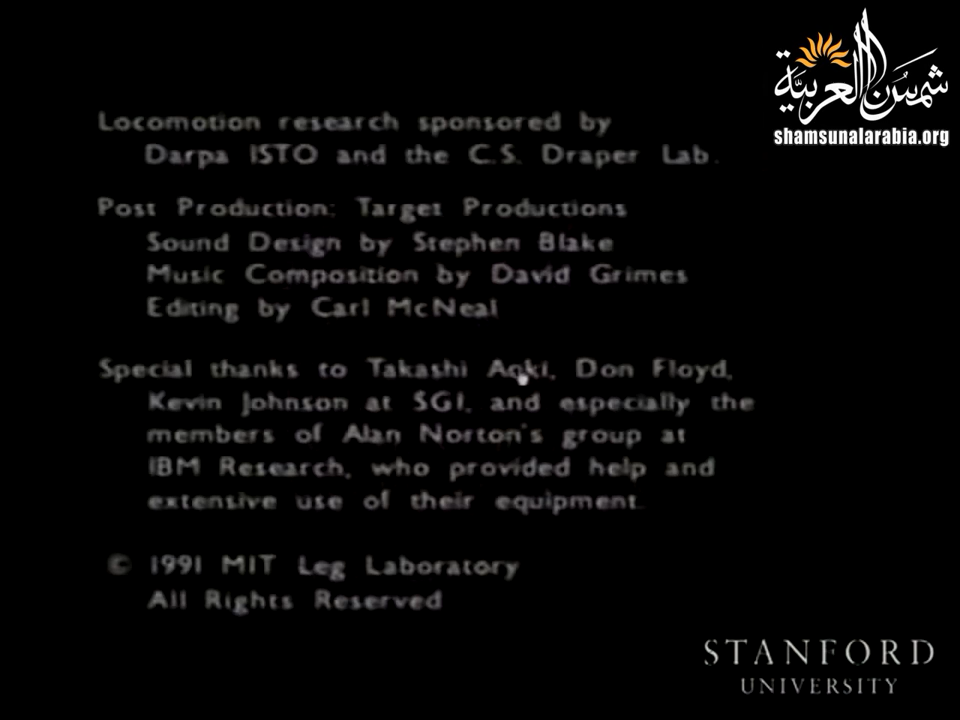 شمس العربية
shamsunalarabia.org
Locomotion research sponsored by
Darpa ISTO and the C.S. Draper Lab.
Post Production: Target Productions
Sound Design by Stephen Blake
Music Composition by David Grimes
Editing by Carl McNeal
Special thanks to Takashi Aoki, Don Floyd,
Kevin Johnson at SGI, and especially the
members of Alan Norton's group at
IBM Research, who provided help and
extensive use of their equipment.
© 1991 MIT Leg Laboratory
All Rights Reserved
STANFORD
UNIVERSITY